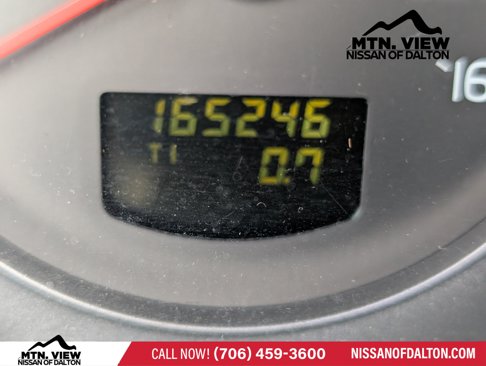 MTN. VIEW
NISSAN OF DALTON
165246
T1 0.7
MTN. VIEW
NISSAN OF DALTON
CALL NOW! (706) 459-3600
NISSANOFDALTON.COM